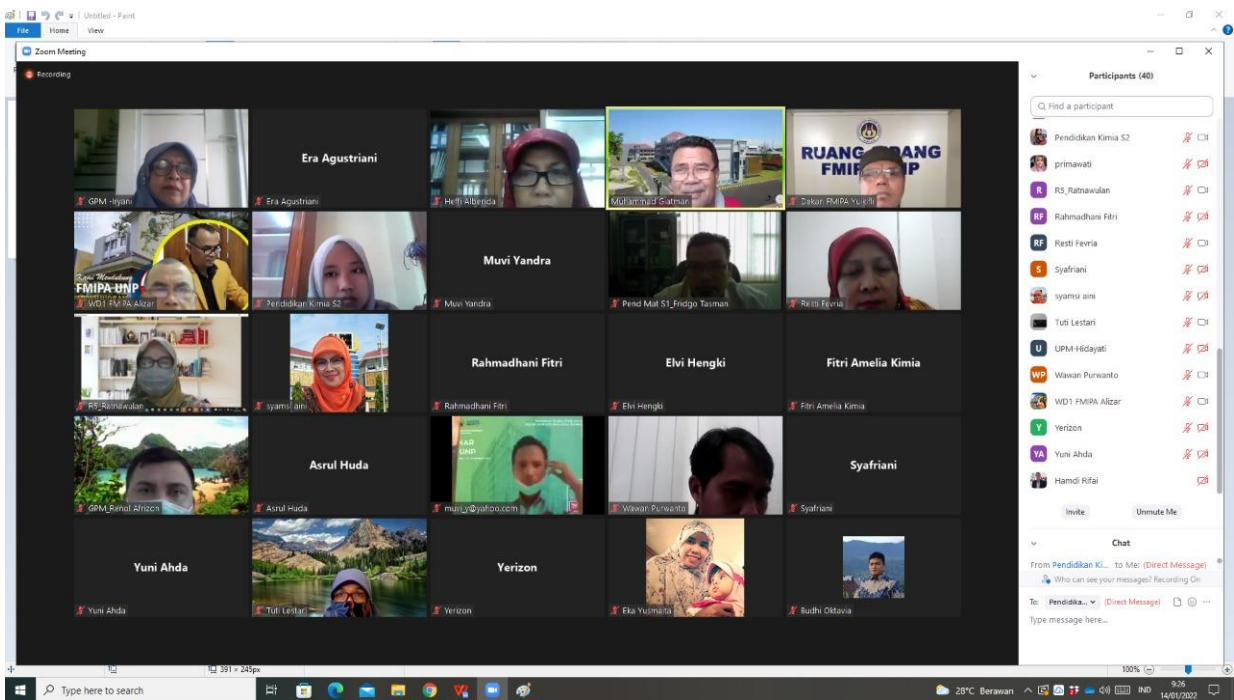 Untitled - Paint
File Home View
Zoom Meeting
Recording
GPM -Iryani
Era Agustriani
Era Agustriani
Muhammad Giatman
RUANG
FMIPA
Dekan FMIPA Yulkifli
Kami Mendukung
FMIPA UNP
WD1 FMIPA Alizar
Pendidikan Kimia S2
Muvi Yandra
Muvi Yandra
Pend Mat S1_Fridgo Tasman
Resti Fevria
R5_Ratnawulan
syamsi aini
Rahmadhani Fitri
Rahmadhani Fitri
Elvi Hengki
Elvi Hengki
Fitri Amelia Kimia
Fitri Amelia Kimia
GPM_Renol Afrizon
Asrul Huda
Asrul Huda
UNP
muvi_y@yahoo.com
Wawan Purwanto
Syafriani
Syafriani
Yuni Ahda
Yuni Ahda
Tuti Lestari
Yerizon
Yerizon
Eka Yusmaita
Budhi Oktavia
Participants (40)
Find a participant
Pendidikan Kimia S2
primawati
R R5_Ratnawulan
RF Rahmadhani Fitri
RF Resti Fevria
S Syafriani
syamsi aini
Tuti Lestari
U UPM-Hidayati
WP Wawan Purwanto
WD1 FMIPA Alizar
Y Yerizon
YA Yuni Ahda
Hamdi Rifai
Invite Unmute Me
Chat
From Pendidikan Ki... to Me: (Direct Message)
Who can see your messages? Recording On
To: Pendidika... (Direct Message)
Type message here...
391 × 245px
100%
Type here to search
28°C Berawan
IND
9:26
14/01/2022